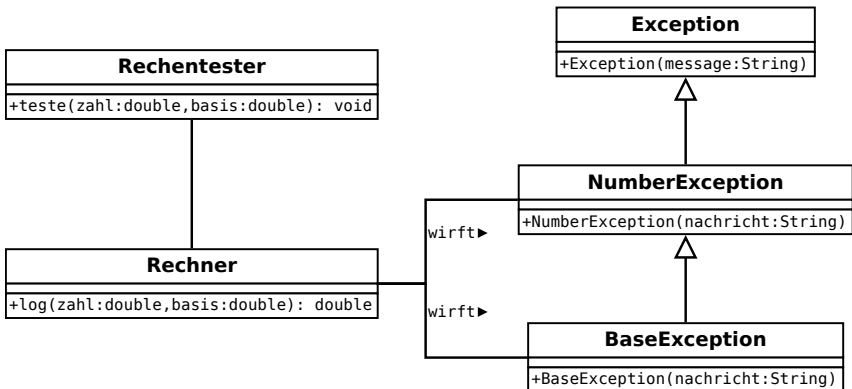 Exception
+Exception(message:String)
Rechentester
+teste(zahl:double,basis:double): void
NumberException
+NumberException(nachricht:String)
wirft►
Rechner
+log(zahl:double,basis:double): double
wirft►
BaseException
+BaseException(nachricht:String)